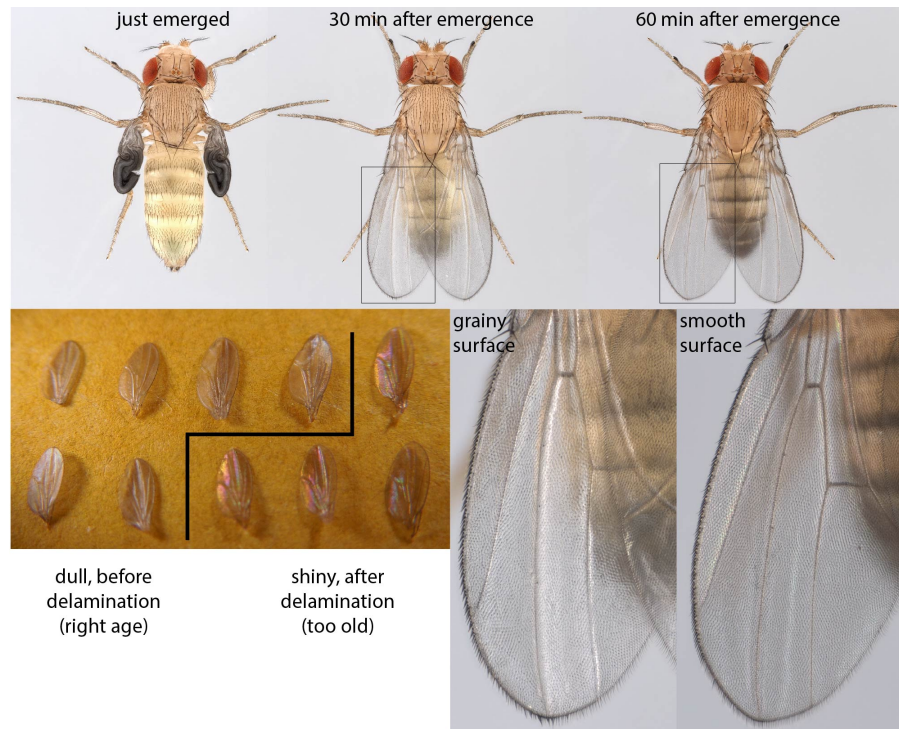 just emerged
30 min after emergence
60 min after emergence
grainy
surface
smooth
surface
dull, before
delamination
(right age)
shiny, after
delamination
(too old)